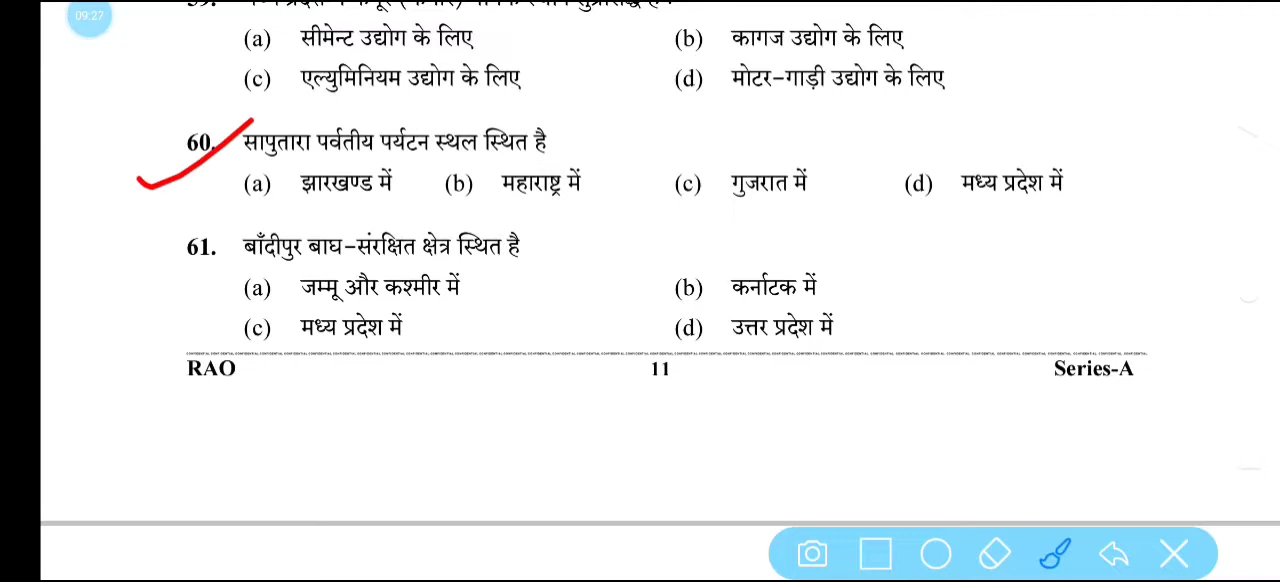 09:27
(a) सीमेन्ट उद्योग के लिए (b) कागज उद्योग के लिए
(c) एल्युमिनियम उद्योग के लिए (d) मोटर-गाड़ी उद्योग के लिए
60. सापुतारा पर्वतीय पर्यटन स्थल स्थित है
(a) झारखण्ड में (b) महाराष्ट्र में (c) गुजरात में (d) मध्य प्रदेश में
61. बाँदीपुर बाघ-संरक्षित क्षेत्र स्थित है
(a) जम्मू और कश्मीर में (b) कर्नाटक में
(c) मध्य प्रदेश में (d) उत्तर प्रदेश में
RAO 11 Series-A